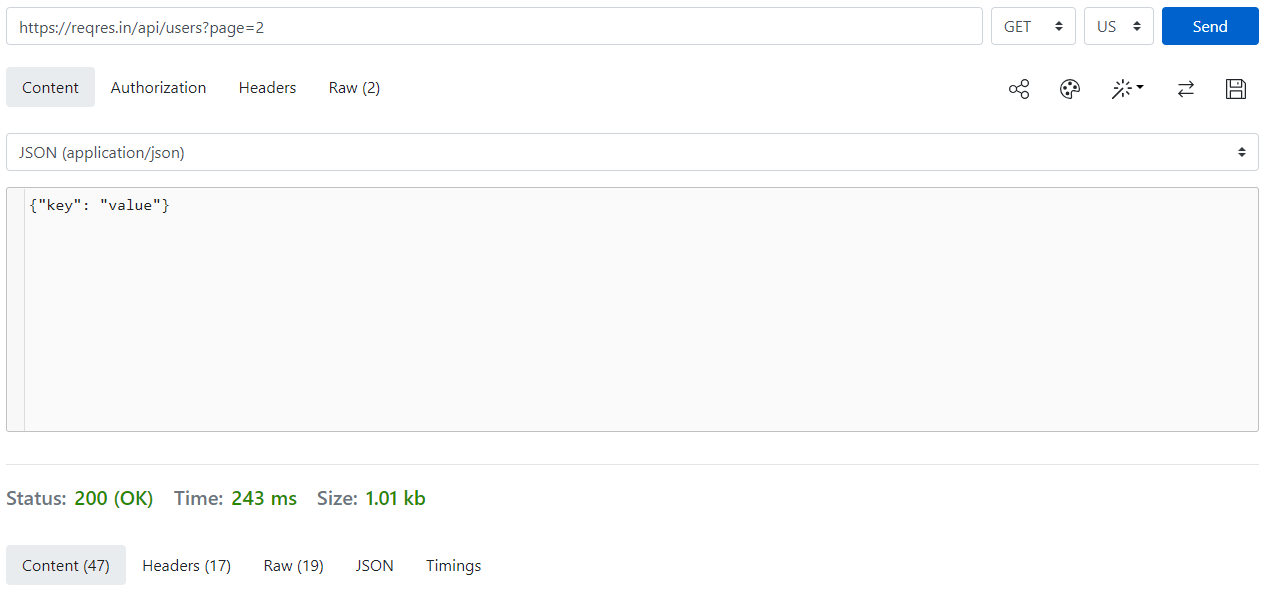 https://reqres.in/api/users?page=2 GET US Send
Content Authorization Headers Raw (2)
JSON (application/json)
{"key": "value"}
Status: 200 (OK) Time: 243 ms Size: 1.01 kb
Content (47) Headers (17) Raw (19) JSON Timings